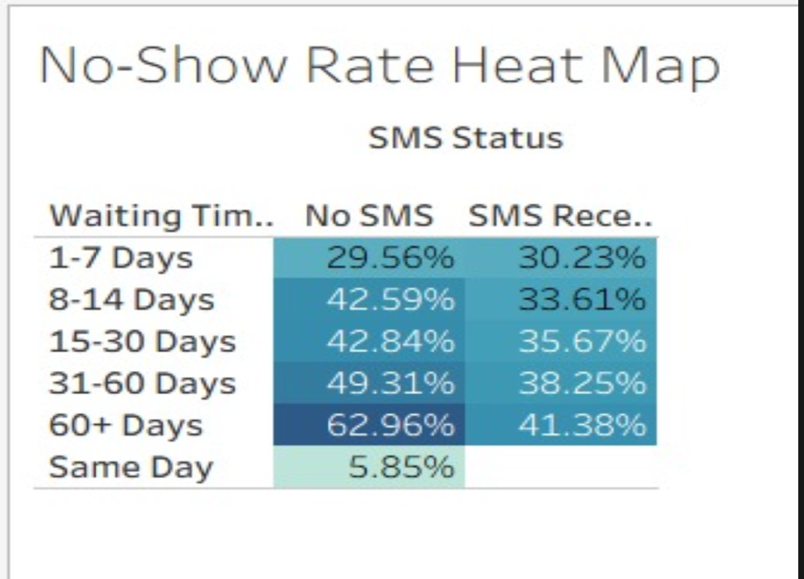 No-Show Rate Heat Map
SMS Status
Waiting Tim.. No SMS SMS Rece..
1-7 Days 29.56% 30.23%
8-14 Days 42.59% 33.61%
15-30 Days 42.84% 35.67%
31-60 Days 49.31% 38.25%
60+ Days 62.96% 41.38%
Same Day 5.85%